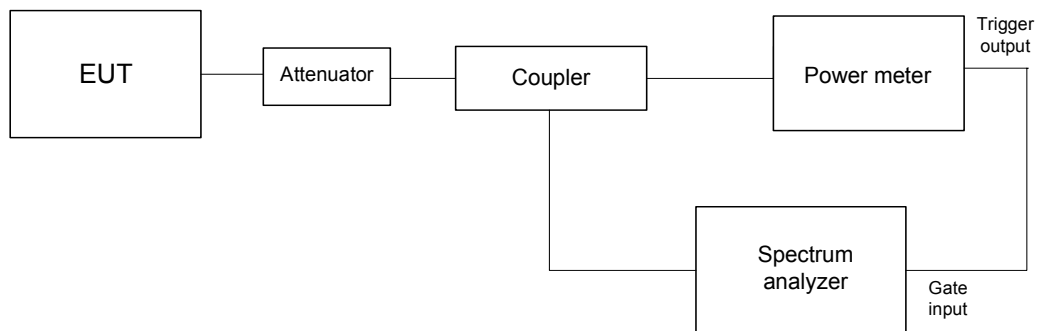 EUT
Attenuator
Coupler
Power meter
Trigger
output
Spectrum
analyzer
Gate
input